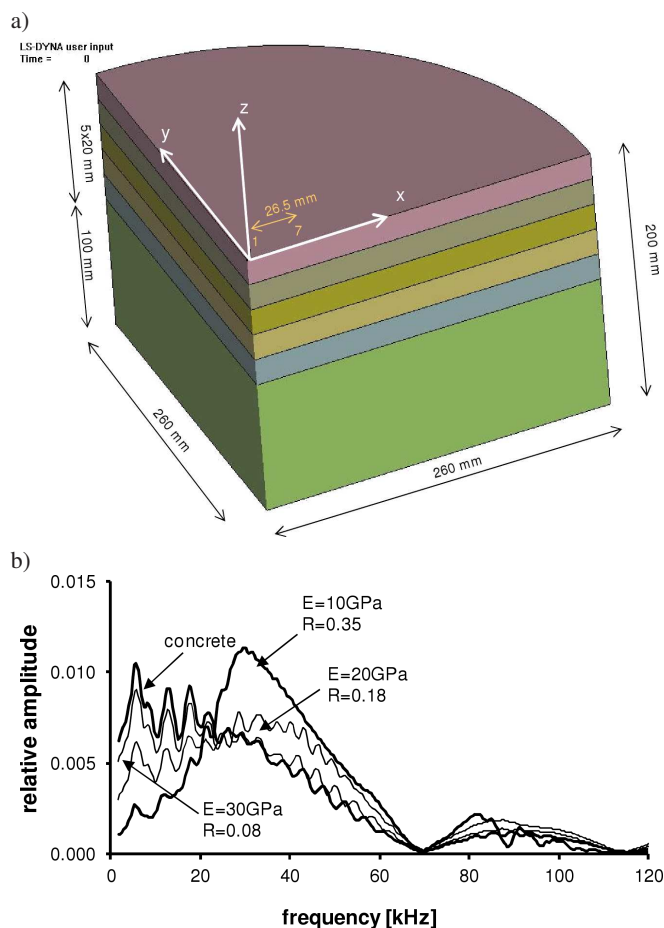 a)
LS-DYNA user input
Time = 0
z
y
x
26.5 mm
1
7
5x20 mm
100 mm
200 mm
260 mm
260 mm
b)
0.015
0.010
0.005
0.000
relative amplitude
concrete
E=10GPa
R=0.35
E=20GPa
R=0.18
E=30GPa
R=0.08
0 20 40 60 80 100 120
frequency [kHz]